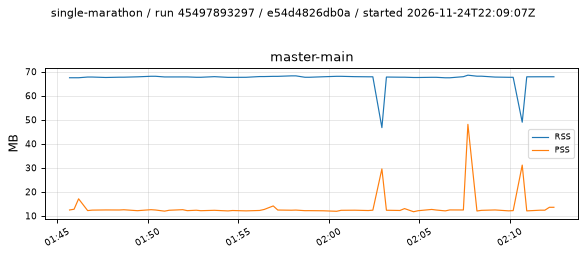 single-marathon / run 45497893297 / e54d4826db0a / started 2026-11-24T22:09:07Z
master-main
MB
70
60
50
40
30
20
10
RSS
PSS
01:45
01:50
01:55
02:00
02:05
02:10